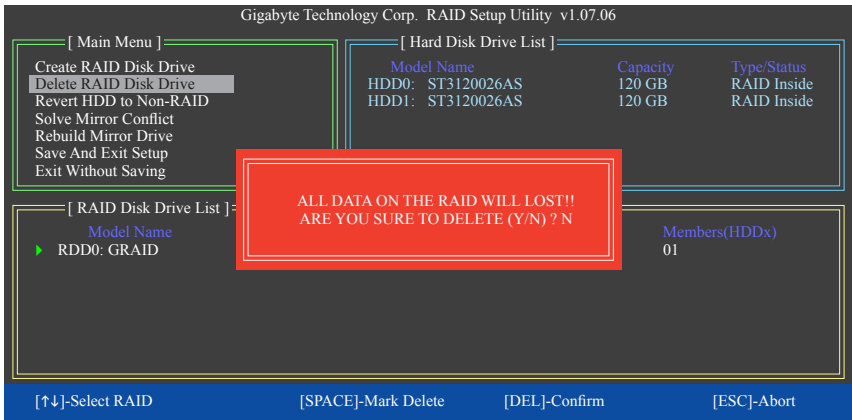 Gigabyte Technology Corp. RAID Setup Utility v1.07.06
[ Main Menu ]
Create RAID Disk Drive
Delete RAID Disk Drive
Revert HDD to Non-RAID
Solve Mirror Conflict
Rebuild Mirror Drive
Save And Exit Setup
Exit Without Saving
[ Hard Disk Drive List ]
Model Name Capacity Type/Status
HDD0: ST3120026AS 120 GB RAID Inside
HDD1: ST3120026AS 120 GB RAID Inside
ALL DATA ON THE RAID WILL LOST!!
ARE YOU SURE TO DELETE (Y/N) ? N
[ RAID Disk Drive List ]
Model Name Members(HDDx)
RDD0: GRAID 01
[↑↓]-Select RAID [SPACE]-Mark Delete [DEL]-Confirm [ESC]-Abort